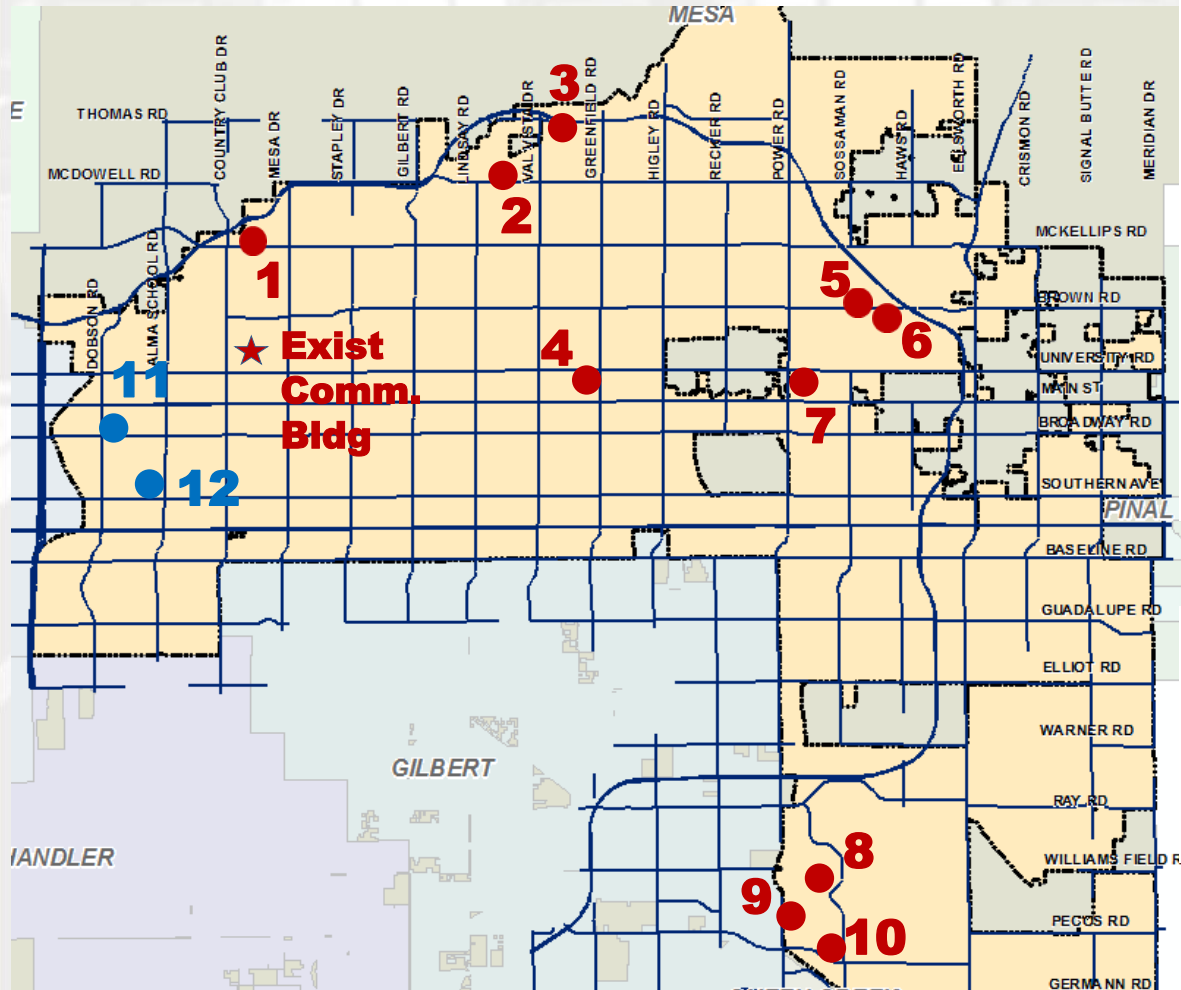 MESA
E
THOMAS RD
COUNTRY CLUB DR
MESA DR
STAPLEY DR
GILBERT RD
LINDSAY RD
VAL VISTA DR
GREENFIELD RD
HIGLEY RD
RECKER RD
POWER RD
SOSSAMAN RD
HAWS RD
ELLSWORTH RD
CRISMON RD
SIGNAL BUTTE RD
MERIDIAN DR
3
MCDOWELL RD
2
1
MCKELLIPS RD
DOBSON RD
ALMA SCHOOL RD
5
6
BROWN RD
Exist
Comm.
Bldg
4
7
UNIVERSITY RD
MAIN ST
BROADWAY RD
11
12
SOUTHERN AVE
PINAL
BASELINE RD
GUADALUPE RD
ELLIOT RD
WARNER RD
GILBERT
RAY RD
HANDLER
8
WILLIAMS FIELD R
9
PECOS RD
10
GERMANN RD